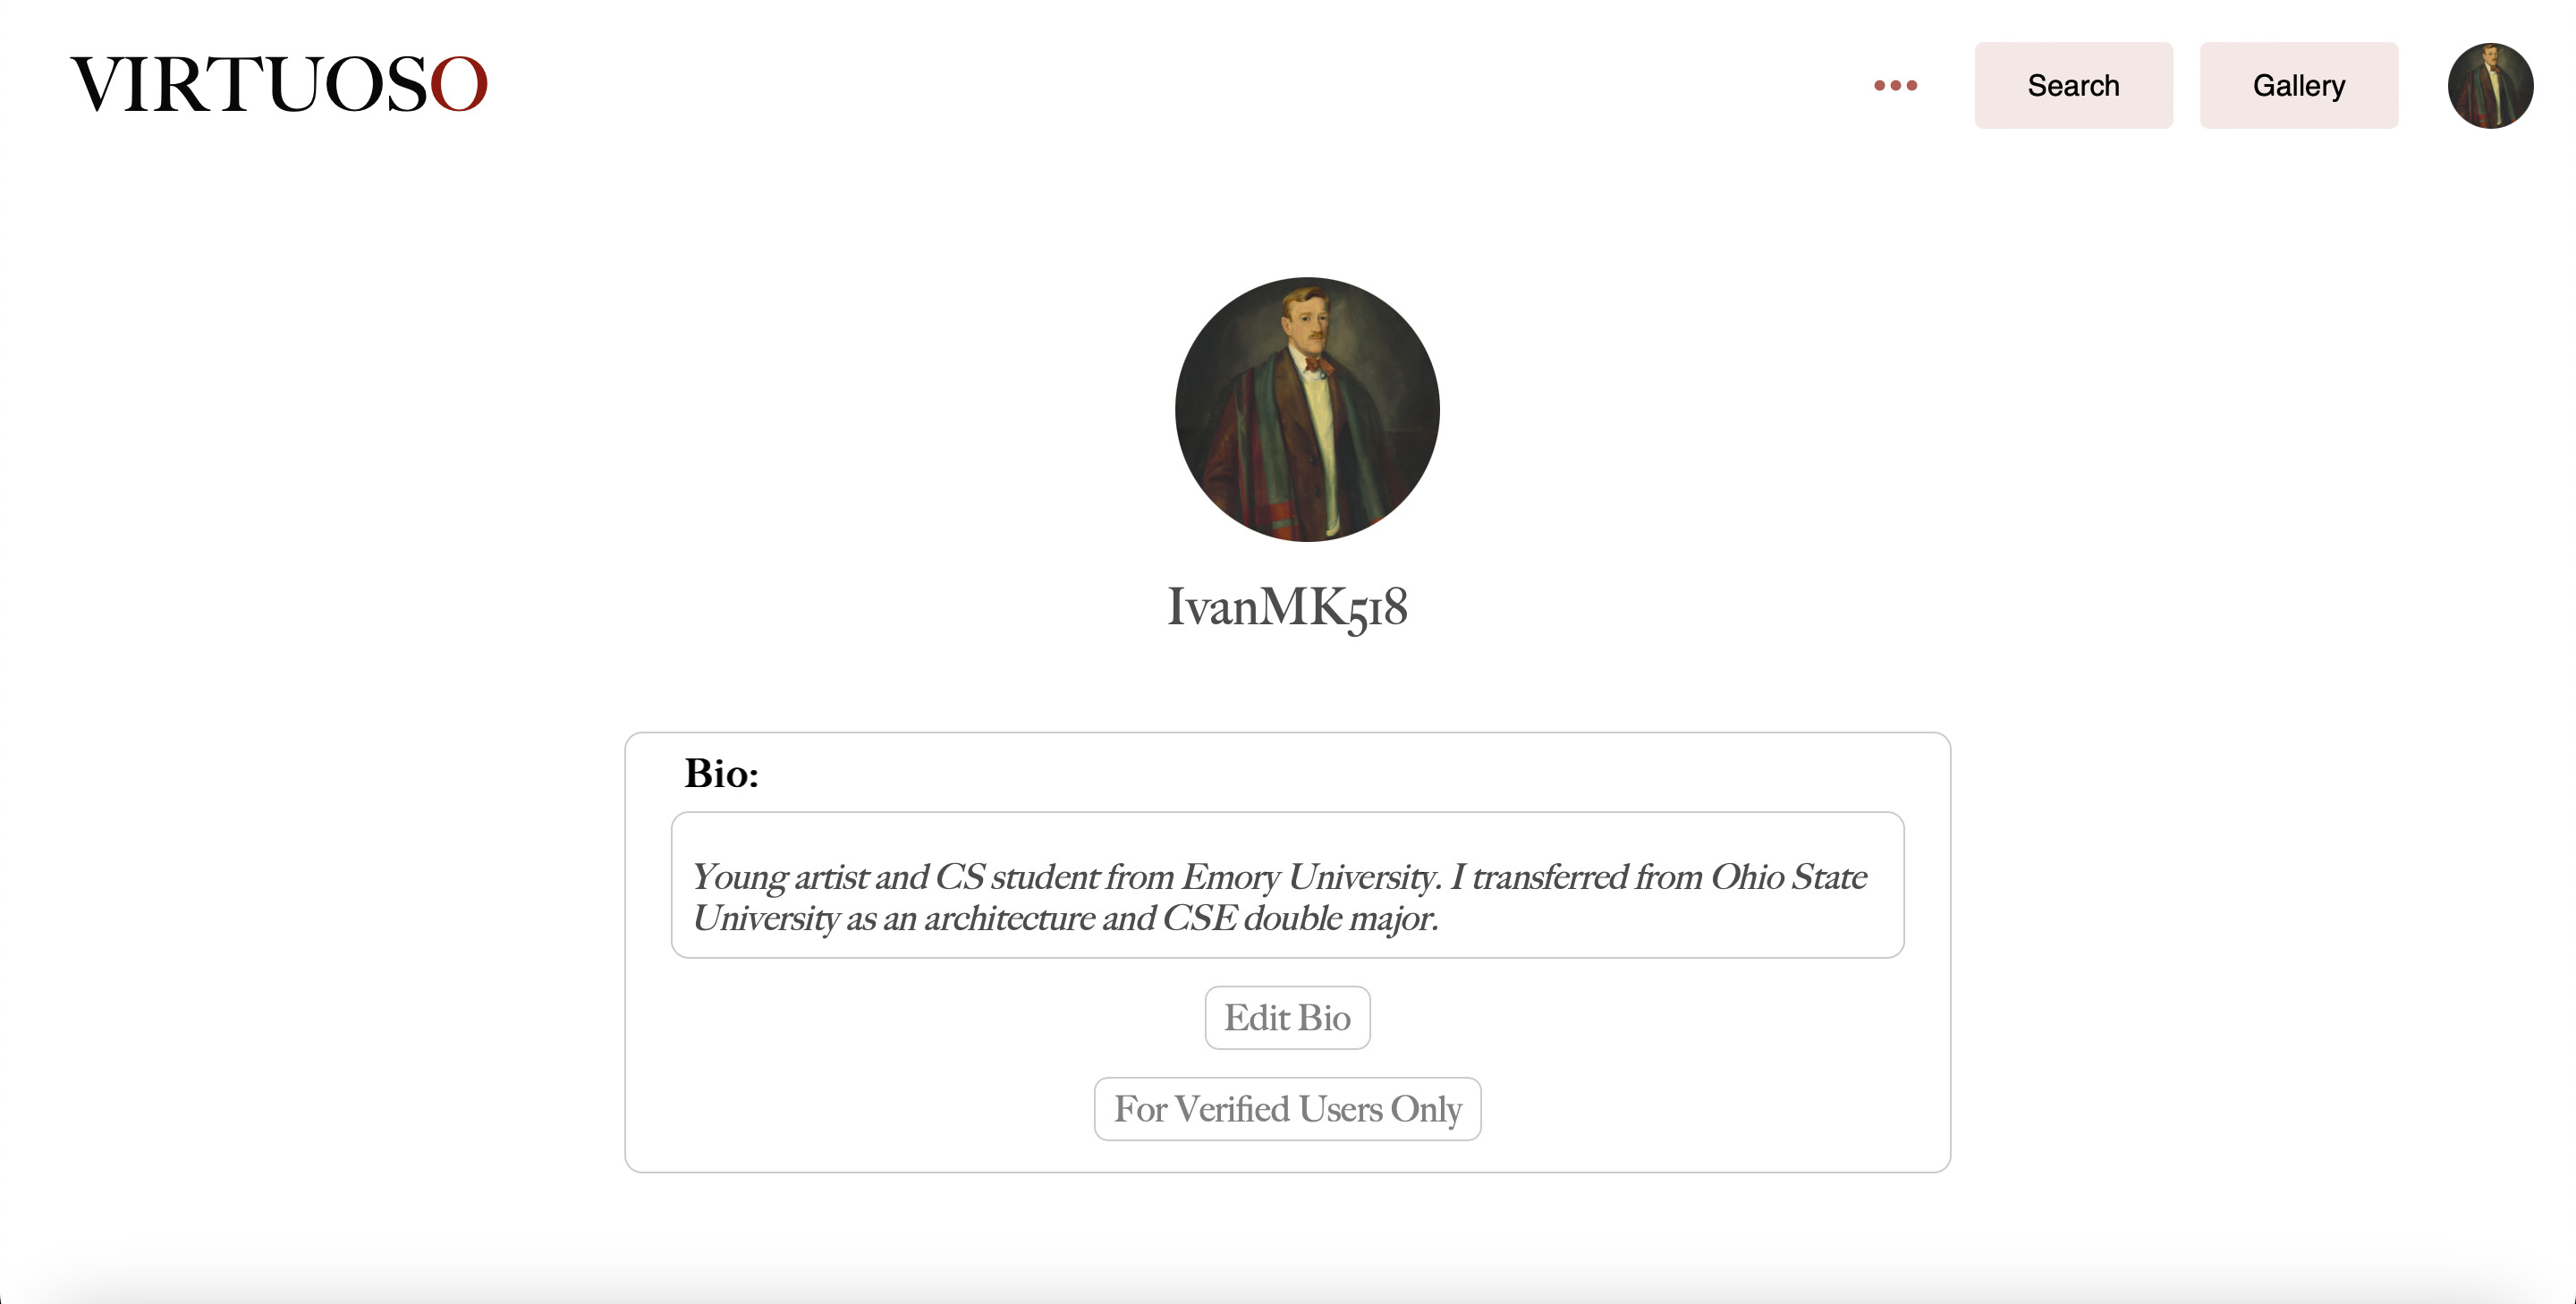 VIRTUOSO
Search
Gallery
IvanMK518
Bio:
Young artist and CS student from Emory University. I transferred from Ohio State
University as an architecture and CSE double major.
Edit Bio
For Verified Users Only